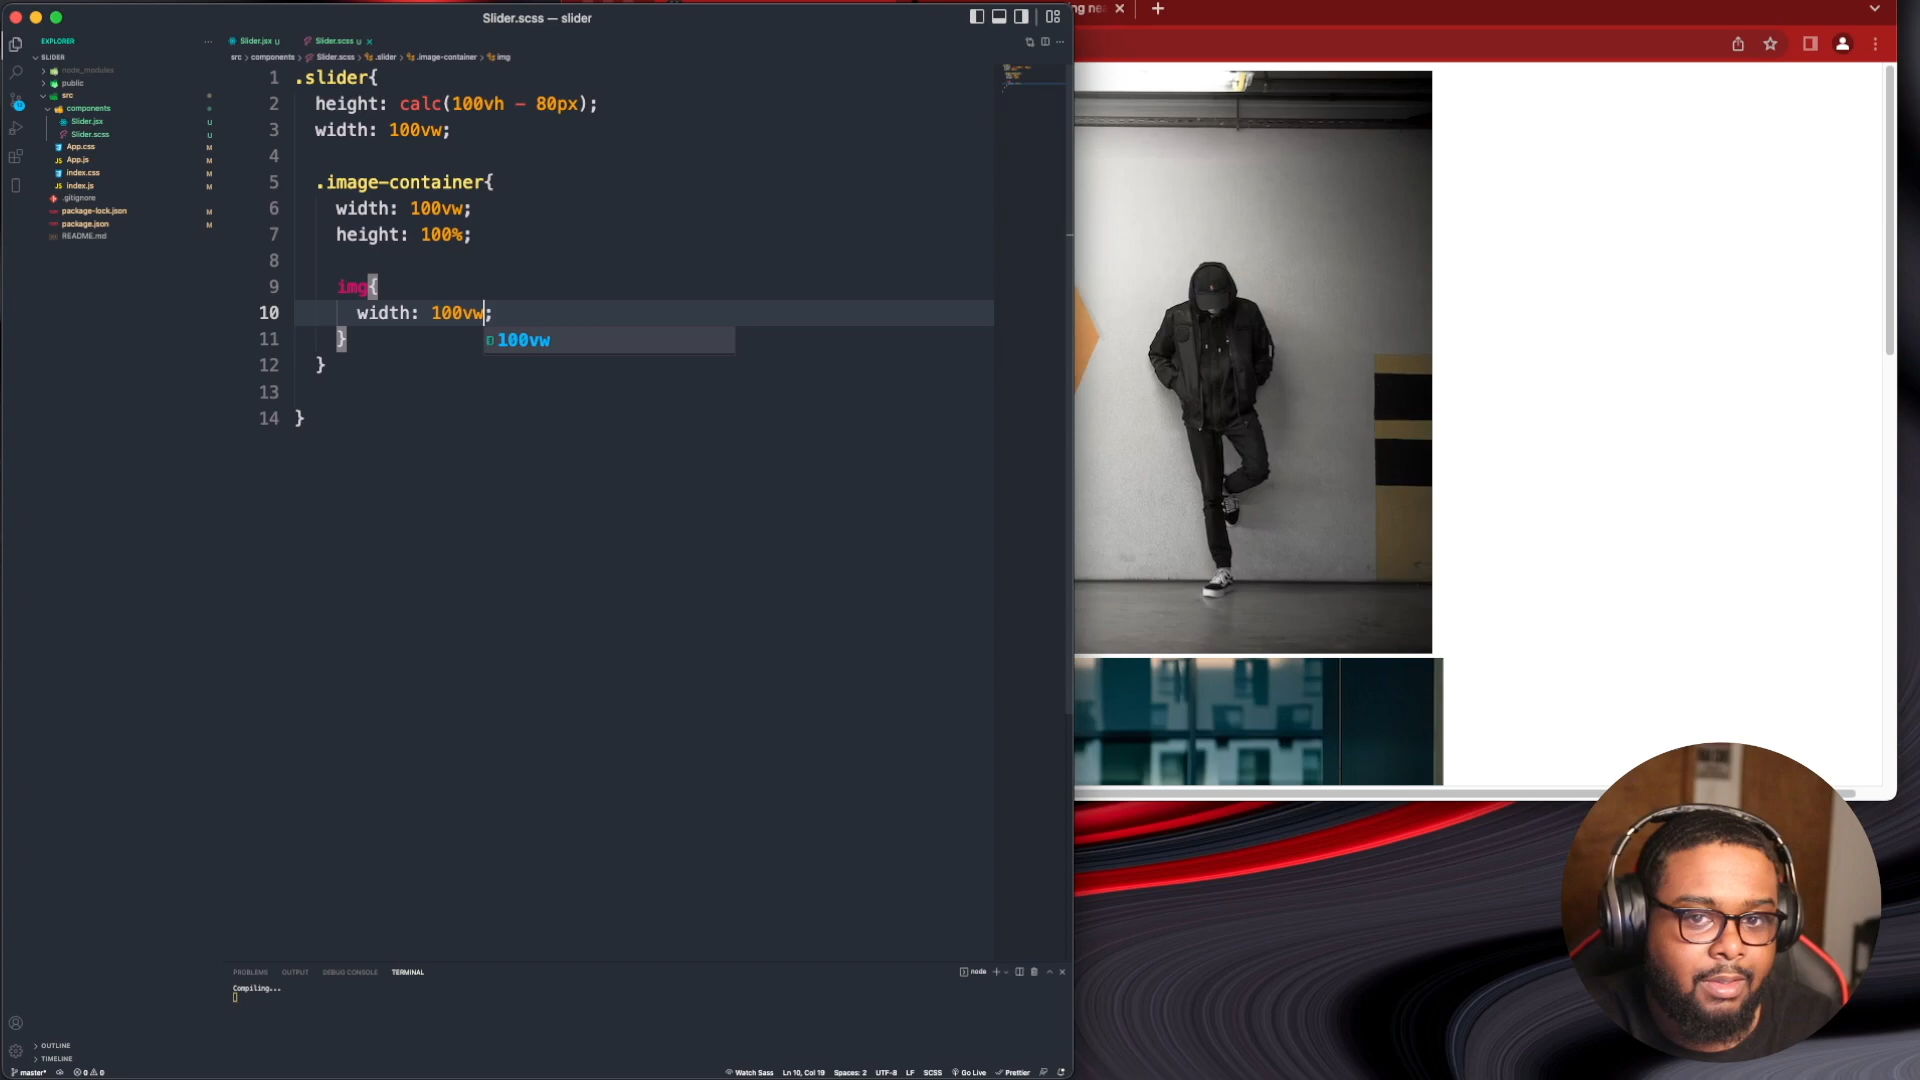 Slider.scss — slider
ng nea
EXPLORER
Slider.jsx U
Slider.scss U
SLIDER
src > components > Slider.scss > .slider > .image-container > img
node_modules
public
src
components
Slider.jsx U
Slider.scss U
App.css M
App.js M
index.css M
index.js M
.gitignore
package-lock.json M
package.json M
README.md
1 .slider{
2 height: calc(100vh - 80px);
3 width: 100vw;
4
5 .image-container{
6 width: 100vw;
7 height: 100%;
8
9 img{
10 width: 100vw;
11 }
100vw
12 }
13
14 }
PROBLEMS OUTPUT DEBUG CONSOLE TERMINAL
node
Compiling...
OUTLINE
TIMELINE
master* 0 0
Watch Sass Ln 10, Col 19 Spaces: 2 UTF-8 LF SCSS Go Live Prettier